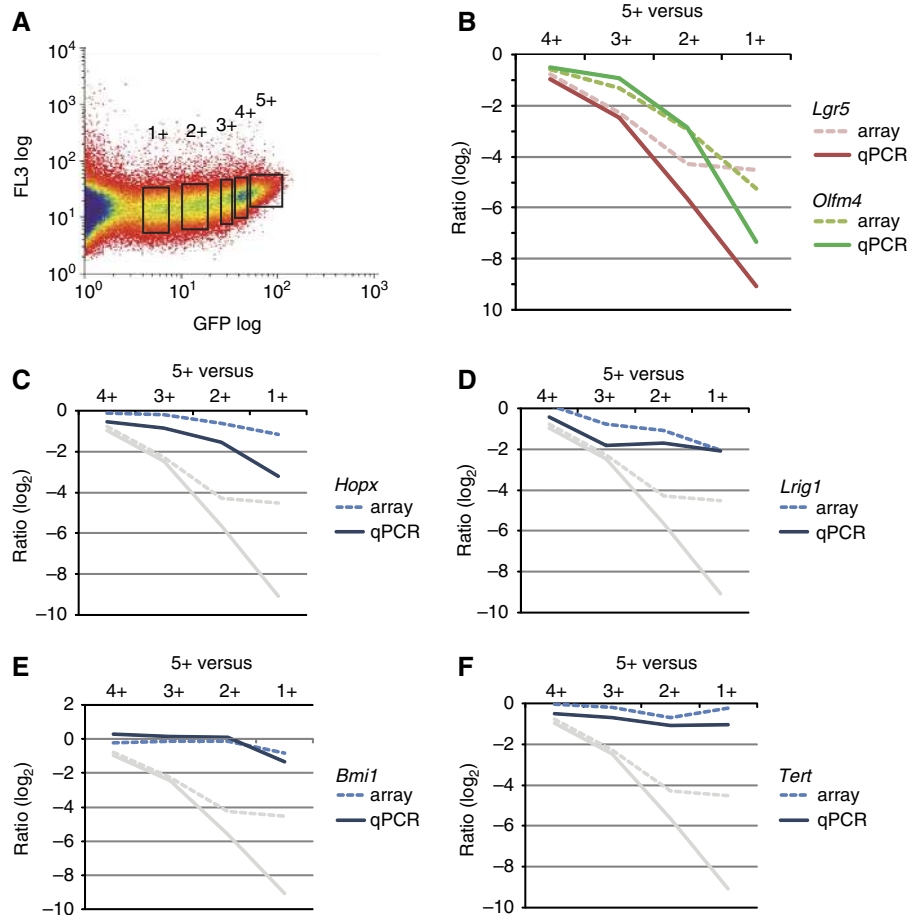 A
10^4
10^3
10^2
10^1
10^0
FL3 log
1+ 2+ 3+ 4+ 5+
10^0 10^1 10^2 10^3
GFP log
B
5+ versus
4+ 3+ 2+ 1+
0
−2
−4
−6
−8
10
Ratio (log2)
Lgr5
array
qPCR
Olfm4
array
qPCR
C
5+ versus
4+ 3+ 2+ 1+
0
−2
−4
−6
−8
−10
Ratio (log2)
Hopx
array
qPCR
D
5+ versus
4+ 3+ 2+ 1+
0
−2
−4
−6
−8
−10
Ratio (log2)
Lrig1
array
qPCR
E
5+ versus
4+ 3+ 2+ 1+
2
0
−2
−4
−6
−8
−10
Ratio (log2)
Bmi1
array
qPCR
F
5+ versus
4+ 3+ 2+ 1+
0
−2
−4
−6
−8
−10
Ratio (log2)
Tert
array
qPCR